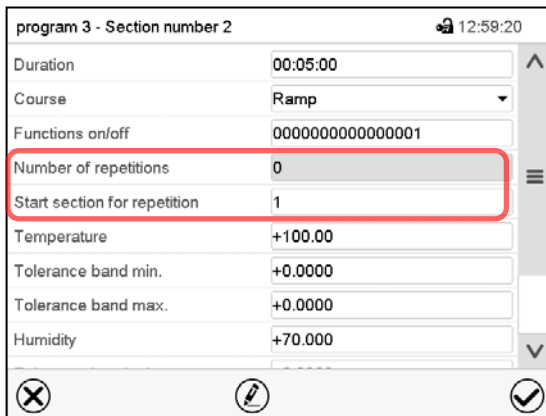 program 3 - Section number 2 12:59:20
Duration 00:05:00
Course Ramp
Functions on/off 0000000000000001
Number of repetitions 0
Start section for repetition 1
Temperature +100.00
Tolerance band min. +0.0000
Tolerance band max. +0.0000
Humidity +70.000